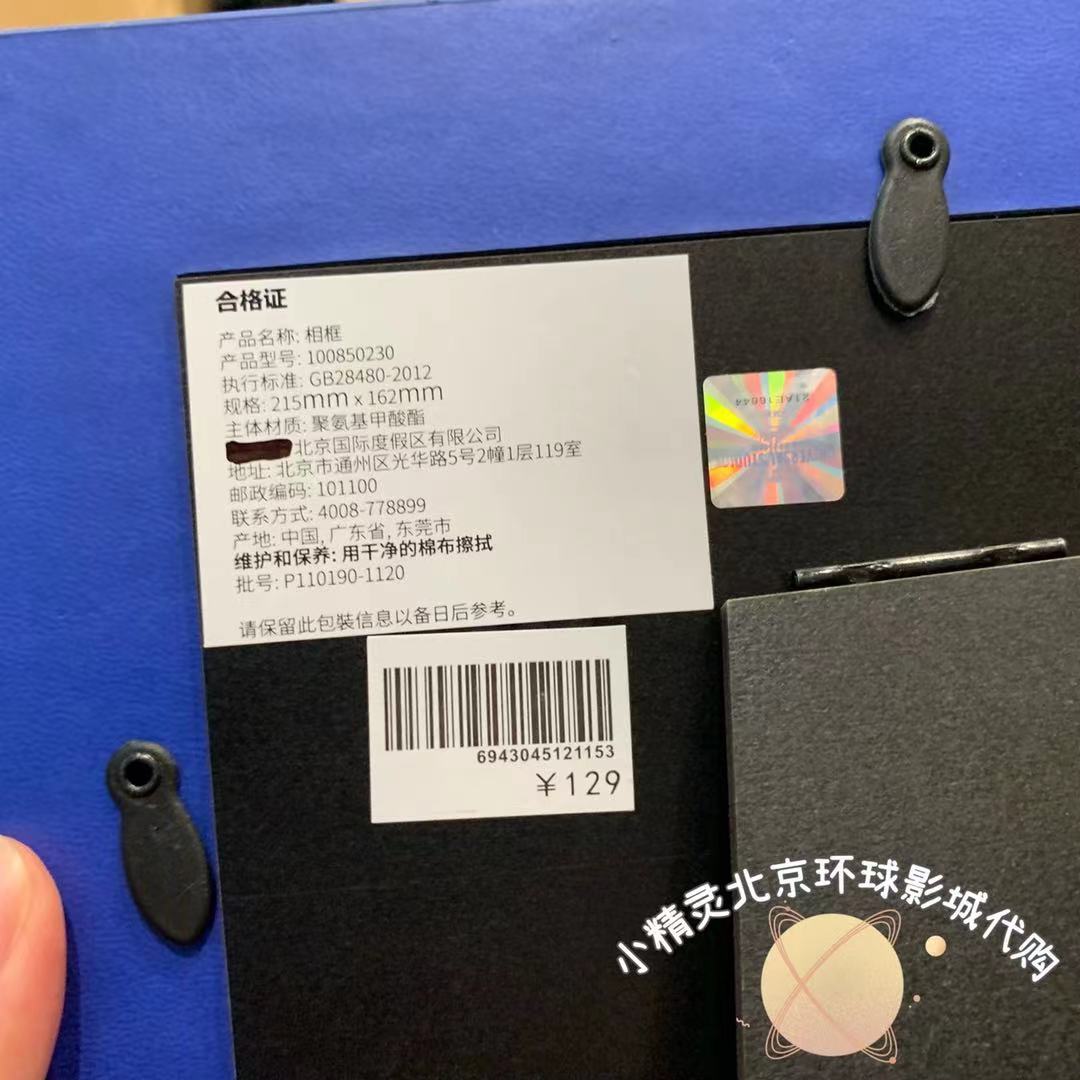 合格证
产品名称: 相框
产品型号: 100850230
执行标准: GB28480-2012
规格: 215mm x 162mm
主体材质: 聚氨基甲酸酯
北京国际度假区有限公司
地址: 北京市通州区光华路5号2幢1层119室
邮政编码: 101100
联系方式: 4008-778899
产地: 中国, 广东省, 东莞市
维护和保养: 用干净的棉布擦拭
批号: P110190-1120
请保留此包裝信息以备日后参考。
21AE16644
6943045121153
¥129
小精灵北京环球影城代购